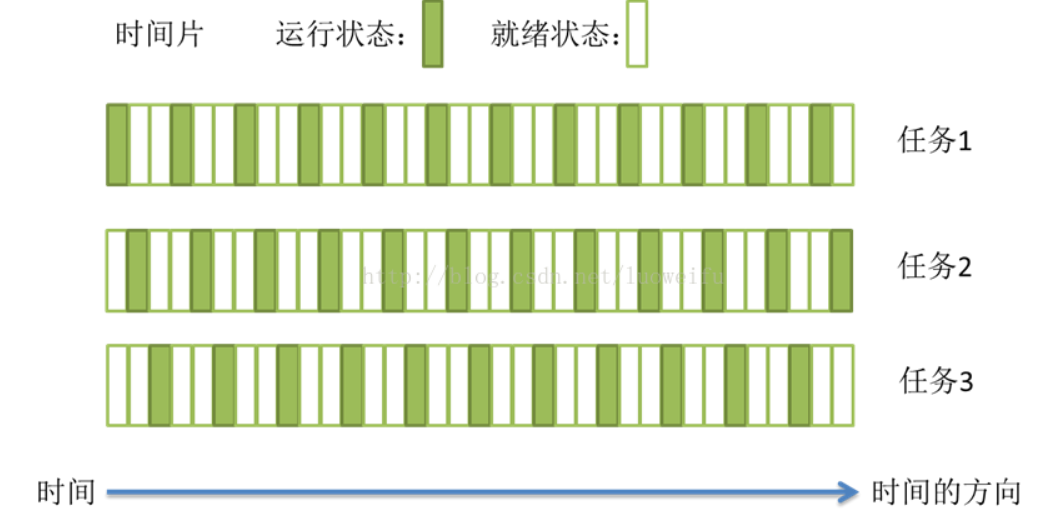 时间片 运行状态： 就绪状态：
任务1
任务2
http://blog.csdn.net/luoweifu
任务3
时间 时间的方向